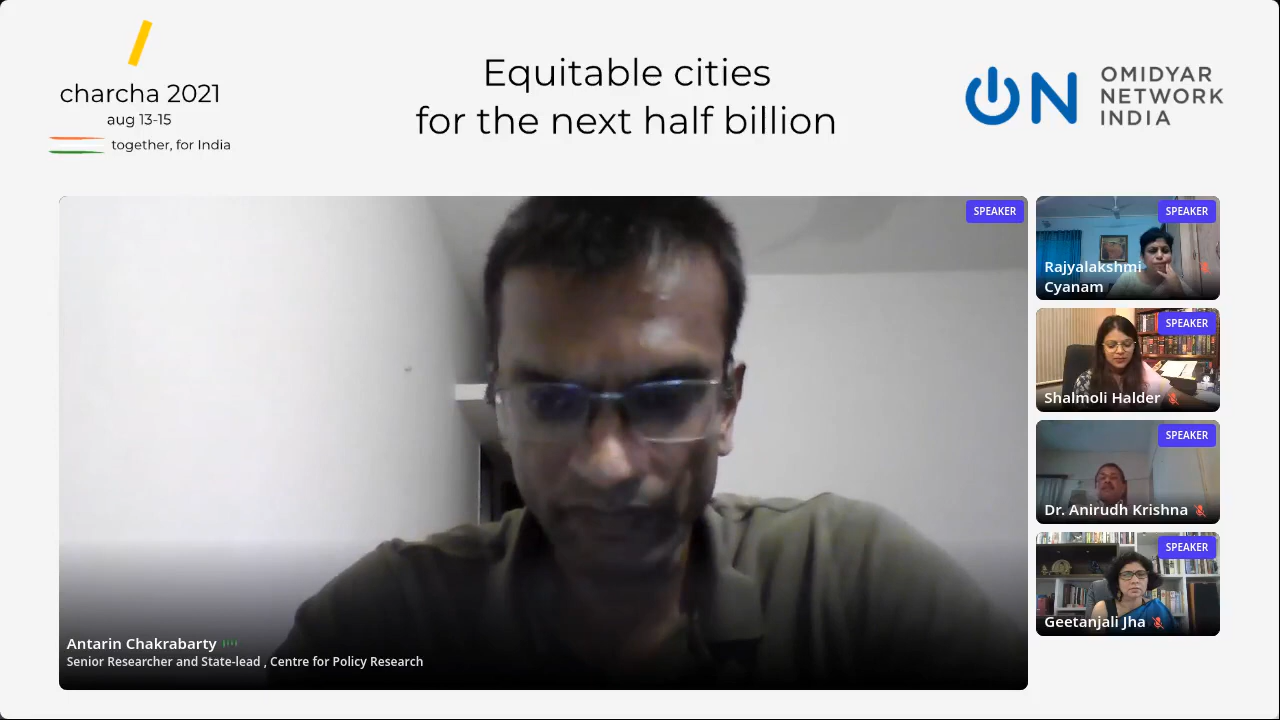 charcha 2021
aug 13-15
together, for India
Equitable cities
for the next half billion
ON
OMIDYAR
NETWORK
INDIA
SPEAKER
Antarin Chakrabarty
Senior Researcher and State-lead , Centre for Policy Research
SPEAKER
Rajyalakshmi
Cyanam
SPEAKER
Shalmoli Halder
SPEAKER
Dr. Anirudh Krishna
SPEAKER
Geetanjali Jha